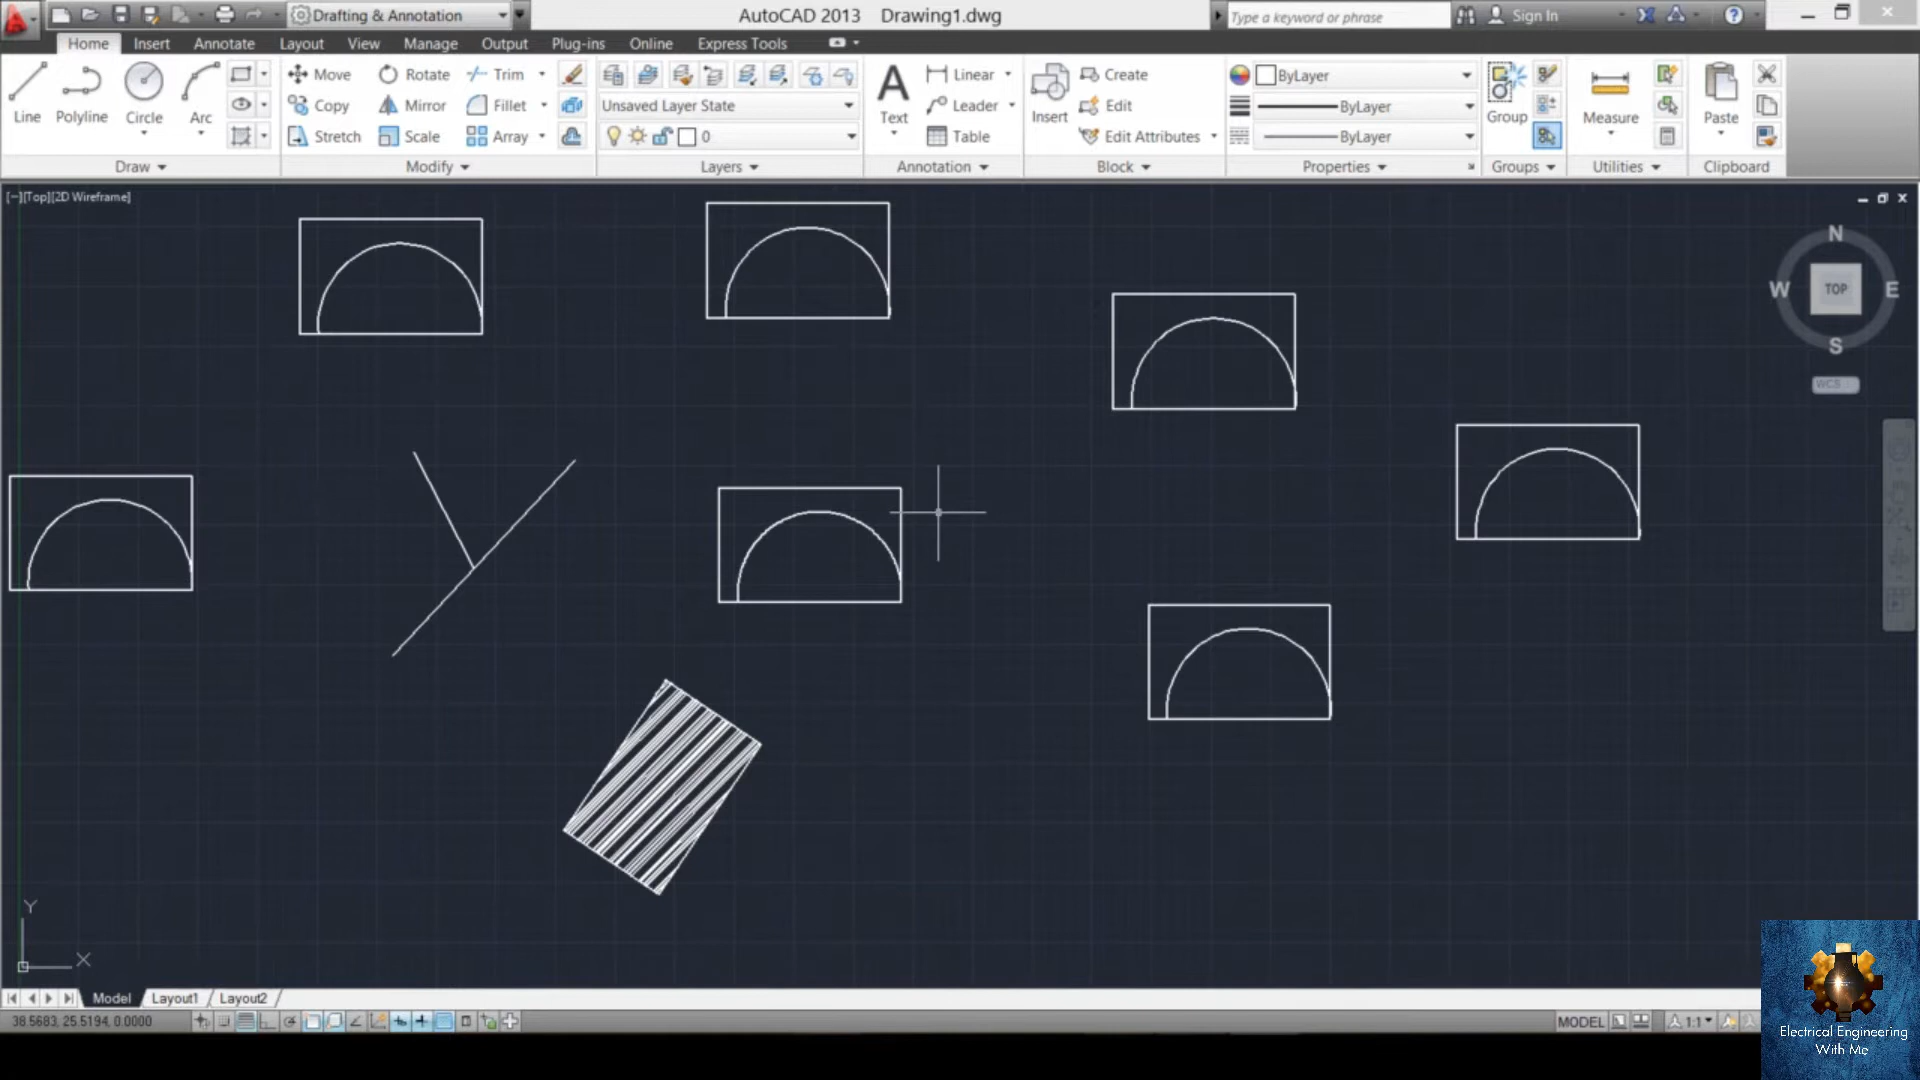 Drafting & Annotation
AutoCAD 2013 Drawing1.dwg
Type a keyword or phrase
Sign In
Home Insert Annotate Layout View Manage Output Plug-ins Online Express Tools
Line Polyline Circle Arc
Move Rotate Trim
Copy Mirror Fillet
Stretch Scale Array
Unsaved Layer State
0
Text
Linear
Leader
Table
Insert
Create
Edit
Edit Attributes
ByLayer
ByLayer
ByLayer
Group
Measure
Paste
Draw Modify Layers Annotation Block Properties Groups Utilities Clipboard
[−][Top][2D Wireframe]
N
W TOP E
S
WCS
Y
X
Model Layout1 Layout2
38.5683, 25.5194, 0.0000
MODEL
1:1
Electrical Engineering
With Me